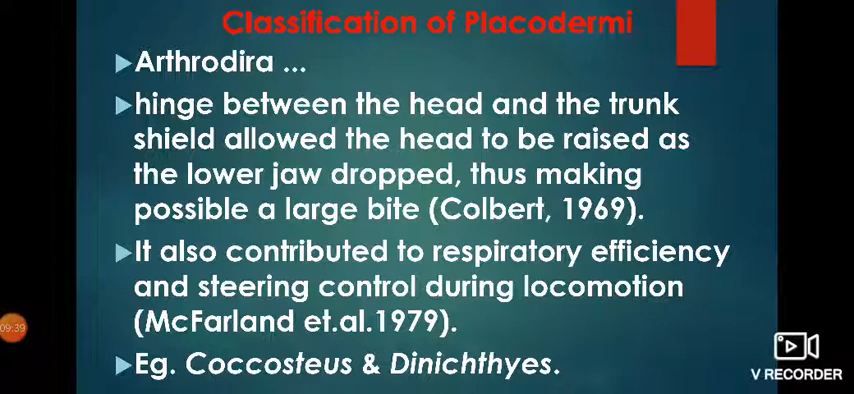 Classification of Placodermi
Arthrodira ...
hinge between the head and the trunk
shield allowed the head to be raised as
the lower jaw dropped, thus making
possible a large bite (Colbert, 1969).
It also contributed to respiratory efficiency
and steering control during locomotion
(McFarland et.al.1979).
Eg. Coccosteus & Dinichthyes.
09:39
V RECORDER